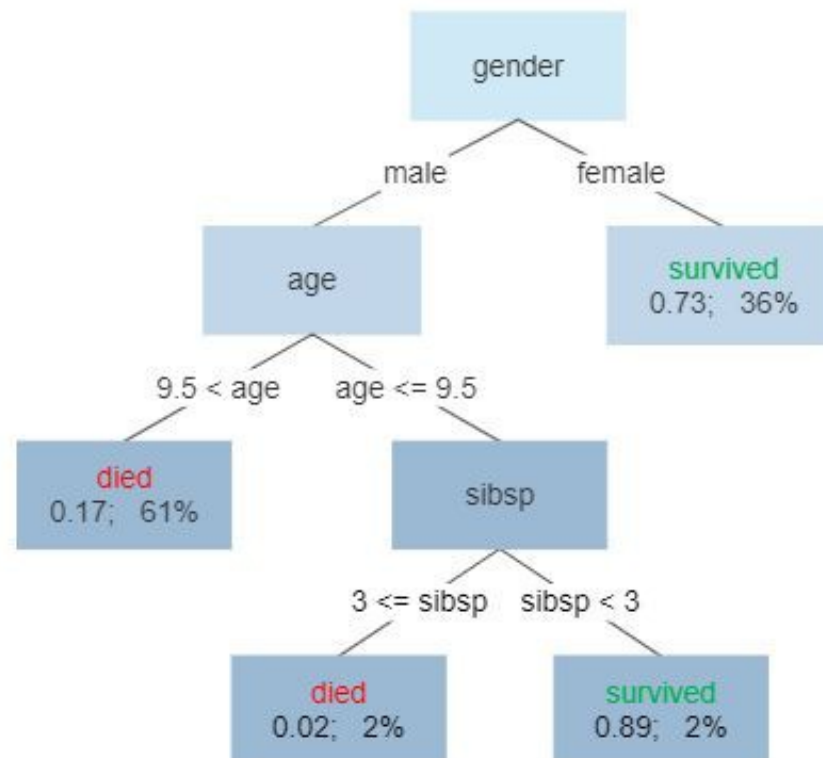 gender
male
female
age
survived
0.73; 36%
9.5 < age
age <= 9.5
died
0.17; 61%
sibsp
3 <= sibsp
sibsp < 3
died
0.02; 2%
survived
0.89; 2%